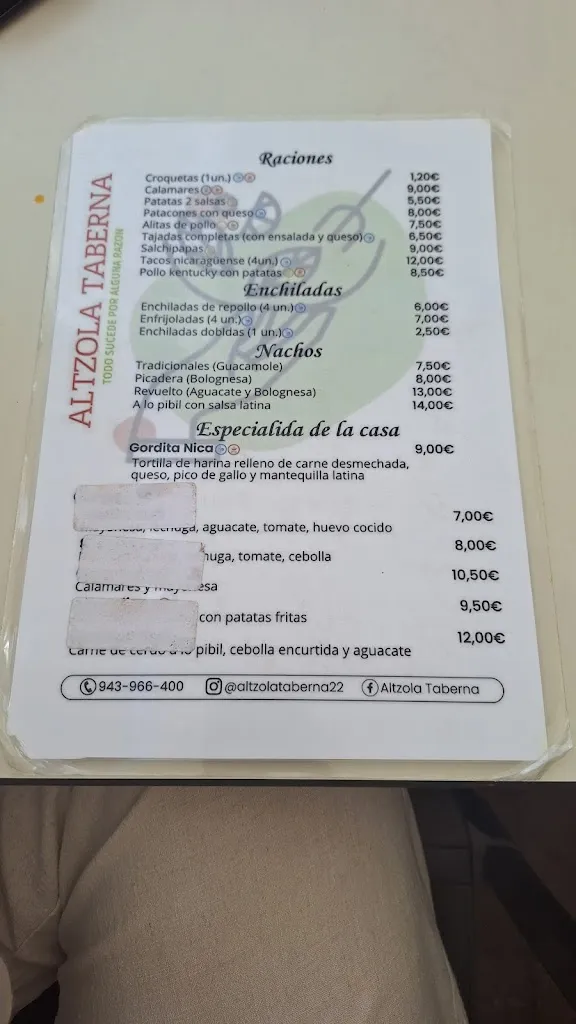 ALTZOLA TABERNA
TODO SUCEDE POR ALGUNA RAZON
Raciones
Croquetas (1un.) 1,20€
Calamares 9,00€
Patatas 2 salsas 5,50€
Patacones con queso 8,00€
Alitas de pollo 7,50€
Tajadas completas (con ensalada y queso) 6,50€
Salchipapas 9,00€
Tacos nicaragüense (4un.) 12,00€
Pollo kentucky con patatas 8,50€
Enchiladas
Enchiladas de repollo (4 un.) 6,00€
Enfrijoladas (4 un.) 7,00€
Enchiladas dobldas (1 un.) 2,50€
Nachos
Tradicionales (Guacamole) 7,50€
Picadera (Bolognesa) 8,00€
Revuelto (Aguacate y Bolognesa) 13,00€
A lo pibil con salsa latina 14,00€
Especialida de la casa
Gordita Nica 9,00€
Tortilla de harina relleno de carne desmechada,
queso, pico de gallo y mantequilla latina
7,00€
aguacate, tomate, huevo cocido
8,00€
tomate, cebolla
10,50€
Calamares y
9,50€
con patatas fritas
12,00€
Carne de cerdo a lo pibil, cebolla encurtida y aguacate
943-966-400 @altzolataberna22 Altzola Taberna